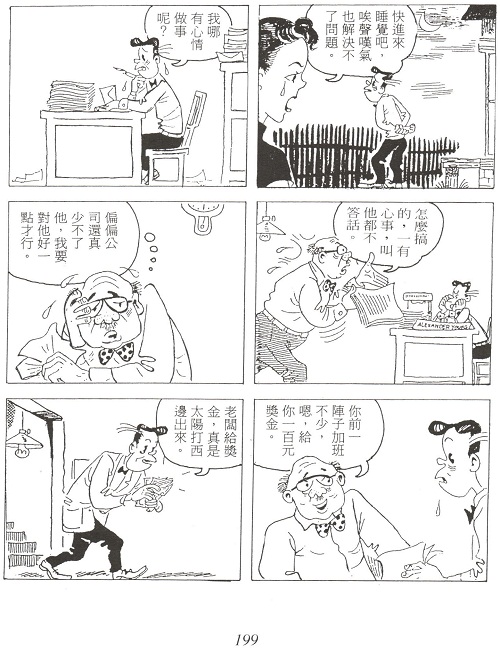 快進來
睡覺吧，
唉聲嘆氣
也解決不
了問題。
我哪
有心情
做事
呢？
怎麼搞
的，一有
心事，叫
他都不
答話。
ALEXANDER
偏偏公
司還真
少不了
他，我要
對他好一
點才行。
你前一
陣子加班
不少，
嗯，給
你一百元
獎金。
老闆給獎
金，真是
太陽打西
邊出來。
199